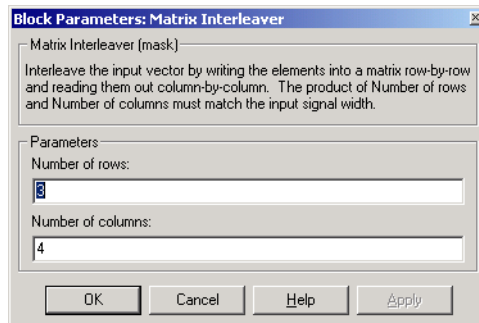 Block Parameters: Matrix Interleaver
Matrix Interleaver (mask)
Interleave the input vector by writing the elements into a matrix row-by-row
and reading them out column-by-column. The product of Number of rows
and Number of columns must match the input signal width.
Parameters
Number of rows:
3
Number of columns:
4
OK Cancel Help Apply